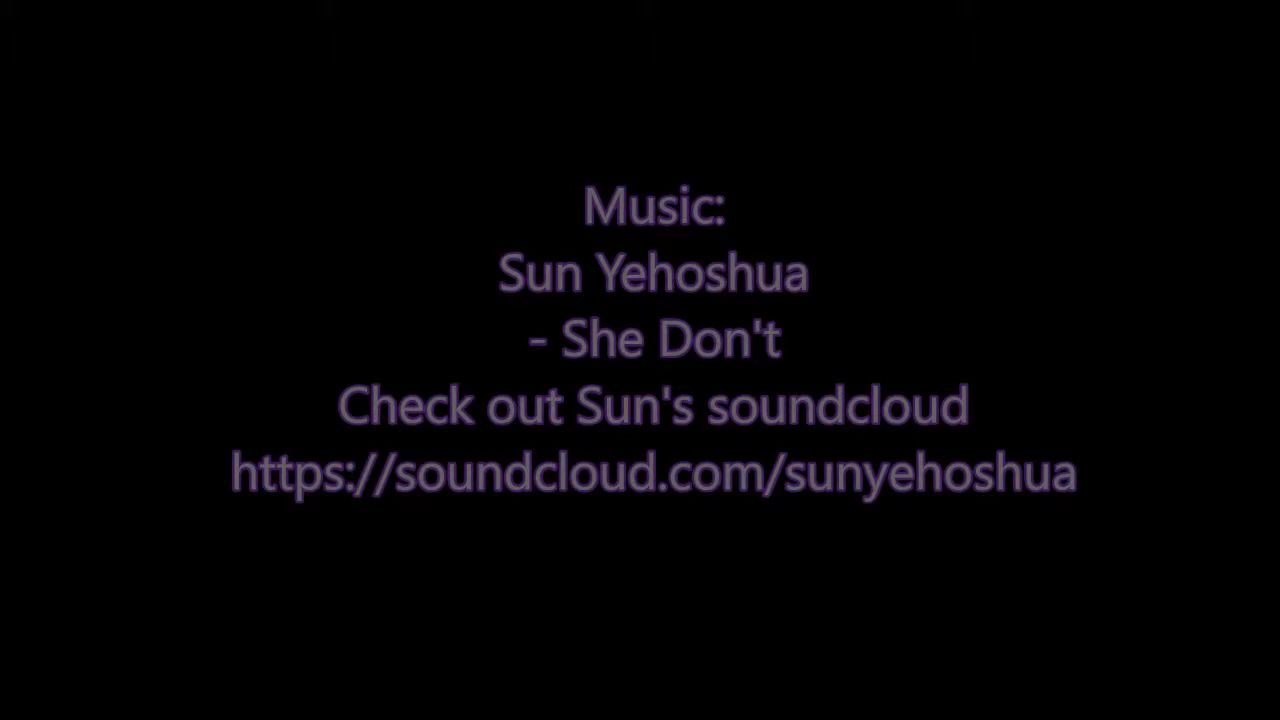 Music:
Sun Yehoshua
- She Don't
Check out Sun's soundcloud
https://soundcloud.com/sunyehoshua